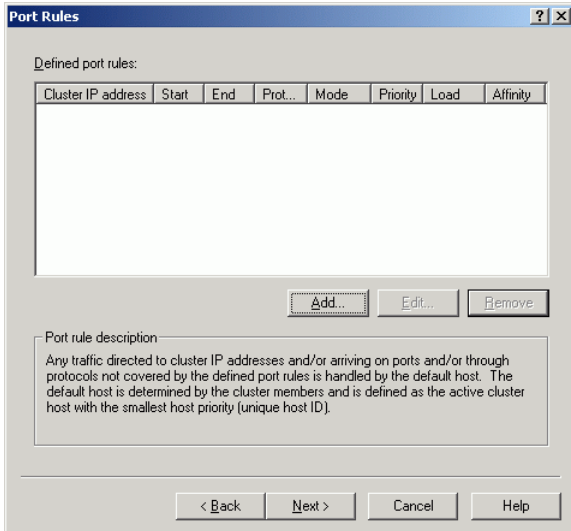 Port Rules
Defined port rules:
Cluster IP address Start End Prot... Mode Priority Load Affinity
Add... Edit... Remove
Port rule description
Any traffic directed to cluster IP addresses and/or arriving on ports and/or through
protocols not covered by the defined port rules is handled by the default host. The
default host is determined by the cluster members and is defined as the active cluster
host with the smallest host priority (unique host ID).
< Back Next > Cancel Help